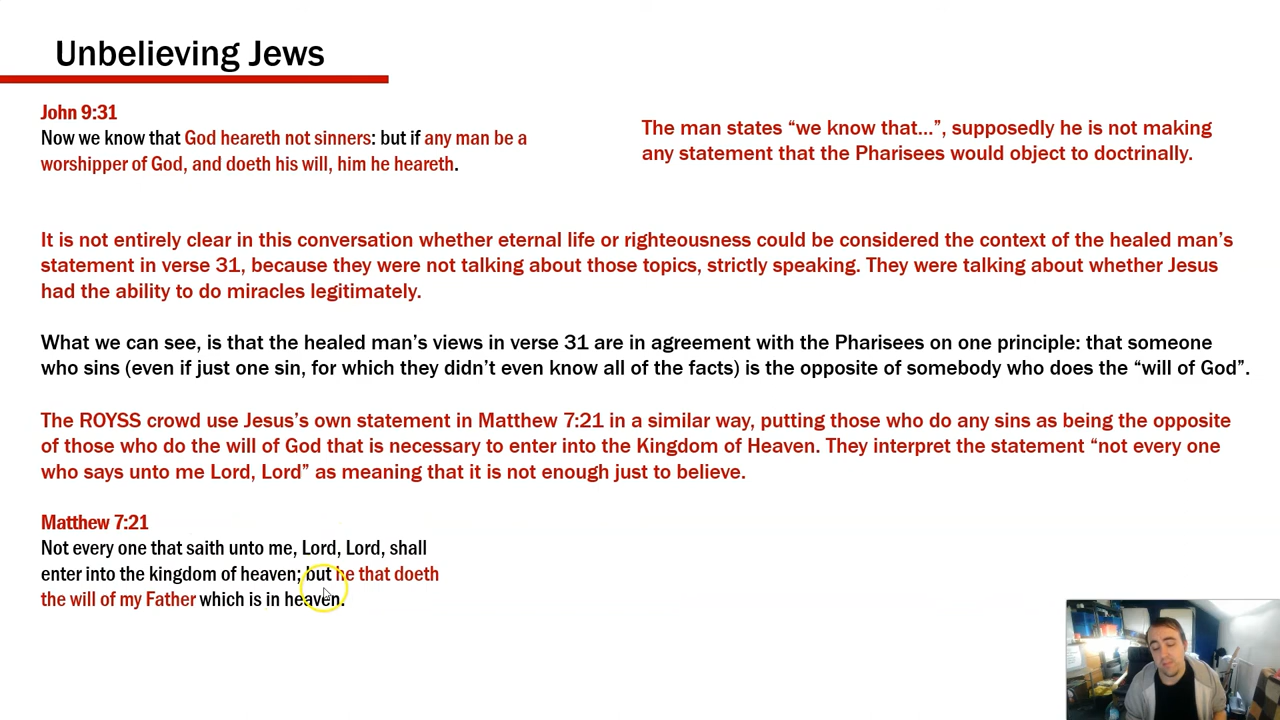 Unbelieving Jews
John 9:31
Now we know that God heareth not sinners: but if any man be a
worshipper of God, and doeth his will, him he heareth.
The man states “we know that...”, supposedly he is not making
any statement that the Pharisees would object to doctrinally.
It is not entirely clear in this conversation whether eternal life or righteousness could be considered the context of the healed man’s
statement in verse 31, because they were not talking about those topics, strictly speaking. They were talking about whether Jesus
had the ability to do miracles legitimately.
What we can see, is that the healed man’s views in verse 31 are in agreement with the Pharisees on one principle: that someone
who sins (even if just one sin, for which they didn’t even know all of the facts) is the opposite of somebody who does the “will of God”.
The ROYSS crowd use Jesus’s own statement in Matthew 7:21 in a similar way, putting those who do any sins as being the opposite
of those who do the will of God that is necessary to enter into the Kingdom of Heaven. They interpret the statement “not every one
who says unto me Lord, Lord” as meaning that it is not enough just to believe.
Matthew 7:21
Not every one that saith unto me, Lord, Lord, shall
enter into the kingdom of heaven; but he that doeth
the will of my Father which is in heaven.